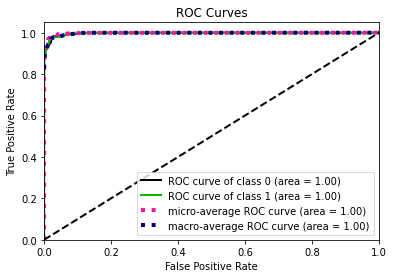 ROC Curves
True Positive Rate
1.0
0.8
0.6
0.4
0.2
0.0
ROC curve of class 0 (area = 1.00)
ROC curve of class 1 (area = 1.00)
micro-average ROC curve (area = 1.00)
macro-average ROC curve (area = 1.00)
0.0 0.2 0.4 0.6 0.8 1.0
False Positive Rate